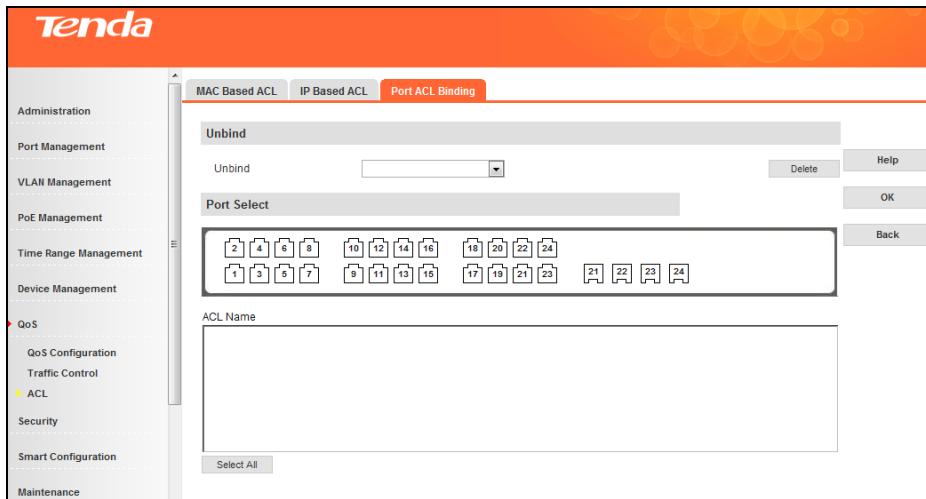 Tenda
MAC Based ACL IP Based ACL Port ACL Binding
Administration
Port Management
VLAN Management
PoE Management
Time Range Management
Device Management
QoS
QoS Configuration
Traffic Control
ACL
Security
Smart Configuration
Maintenance
Unbind
Unbind
Delete
Port Select
2 4 6 8 10 12 14 16 18 20 22 24
1 3 5 7 9 11 13 15 17 19 21 23 21 22 23 24
ACL Name
Select All
Help
OK
Back